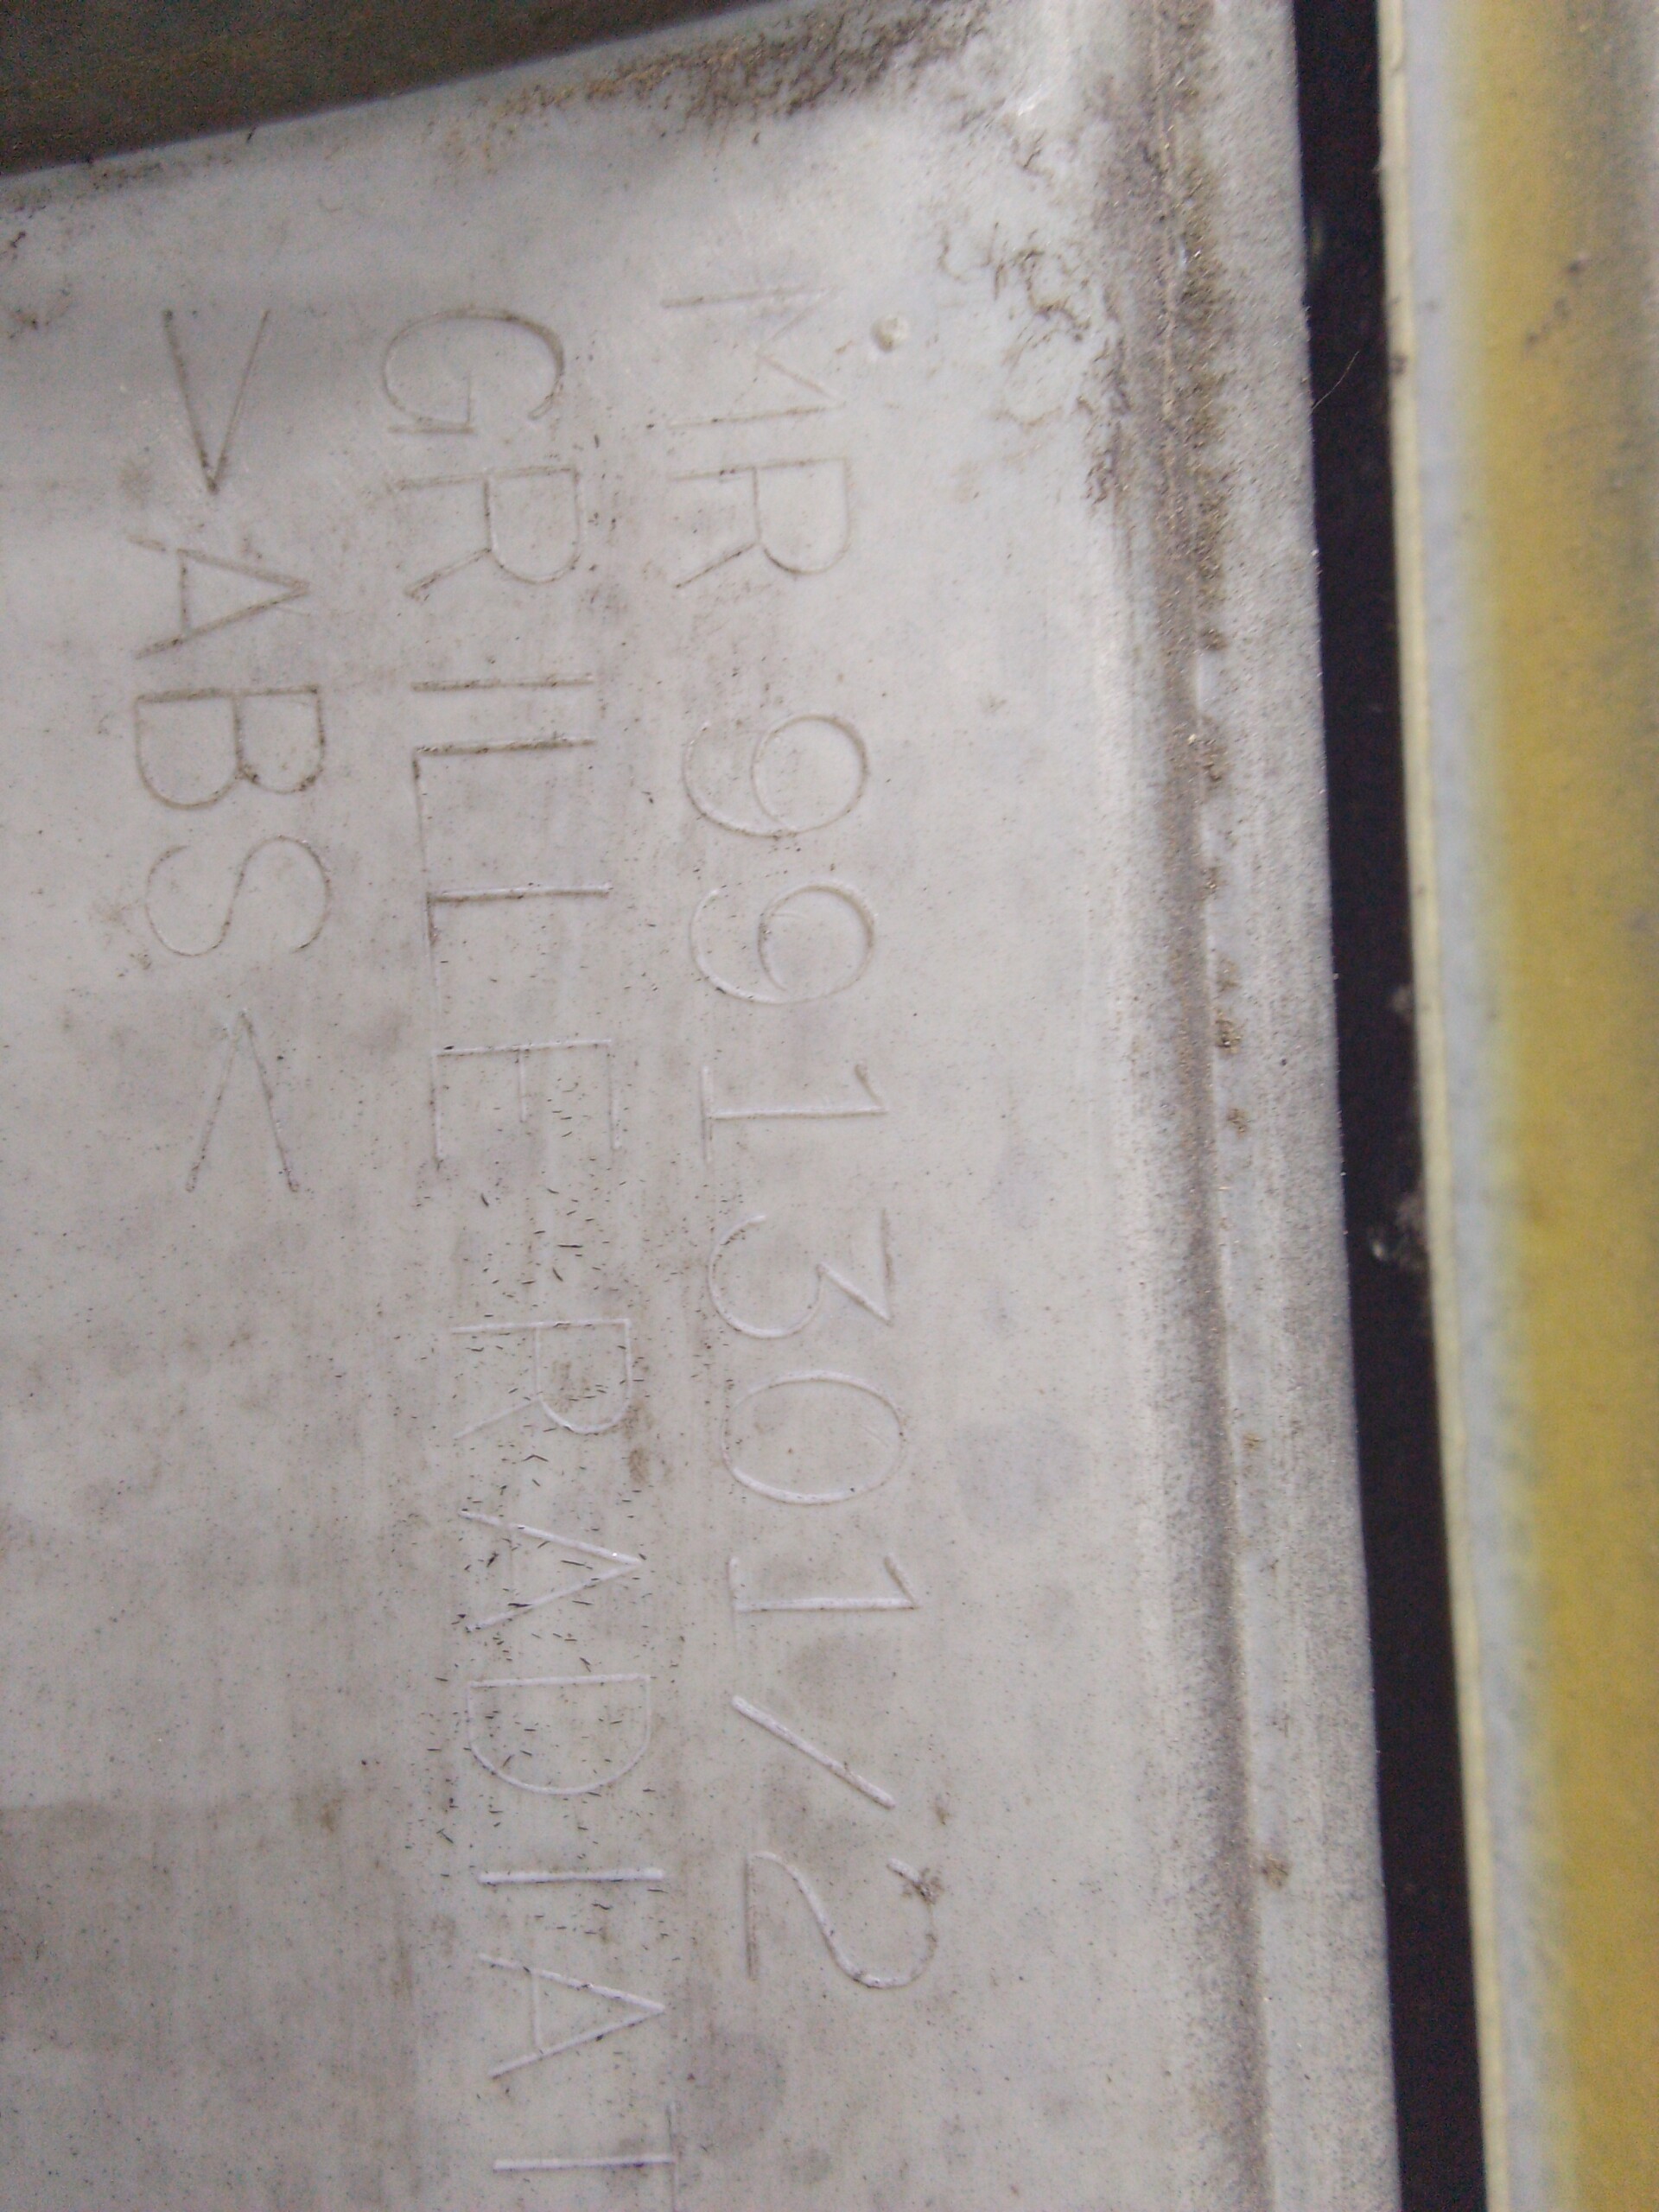 MR 991301/2
GRILLE RADIAT
>ABS<